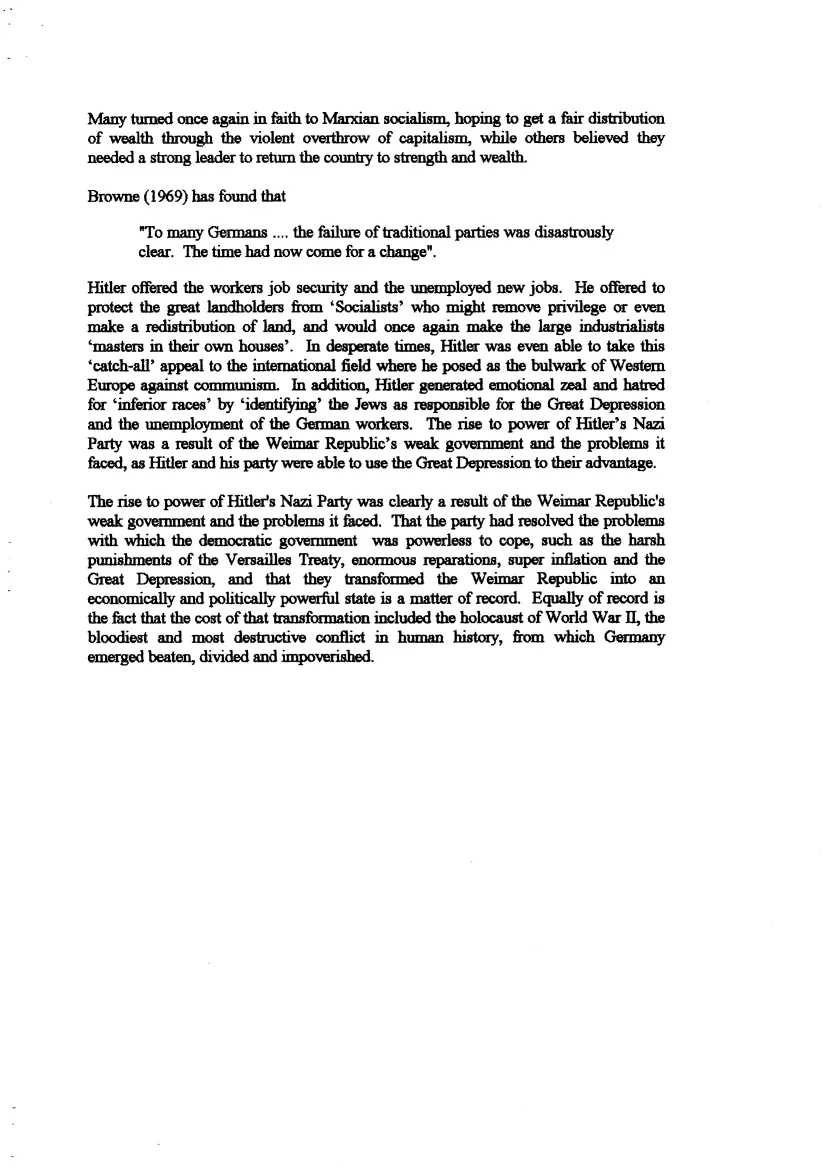 Many turned once again in faith to Marxian socialism, hoping to get a fair distribution
of wealth through the violent overthrow of capitalism, while others believed they
needed a strong leader to return the country to strength and wealth.
Browne (1969) has found that
"To many Germans .... the failure of traditional parties was disastrously
clear.  The time had now come for a change".
Hitler offered the workers job security and the unemployed new jobs.  He offered to
protect the great landholders from ‘Socialists’ who might remove privilege or even
make a redistribution of land, and would once again make the large industrialists
‘masters in their own houses’.  In desperate times, Hitler was even able to take this
‘catch-all’ appeal to the international field where he posed as the bulwark of Western
Europe against communism.  In addition, Hitler generated emotional zeal and hatred
for ‘inferior races’ by ‘identifying’ the Jews as responsible for the Great Depression
and the unemployment of the German workers.  The rise to power of Hitler’s Nazi
Party was a result of the Weimar Republic’s weak government and the problems it
faced, as Hitler and his party were able to use the Great Depression to their advantage.
The rise to power of Hitler's Nazi Party was clearly a result of the Weimar Republic's
weak government and the problems it faced.  That the party had resolved the problems
with which the democratic government  was powerless to cope, such as the harsh
punishments of the Versailles Treaty, enormous reparations, super inflation and the
Great Depression, and that they transformed the Weimar Republic into an
economically and politically powerful state is a matter of record.  Equally of record is
the fact that the cost of that transformation included the holocaust of World War II, the
bloodiest and most destructive conflict in human history, from which Germany
emerged beaten, divided and impoverished.